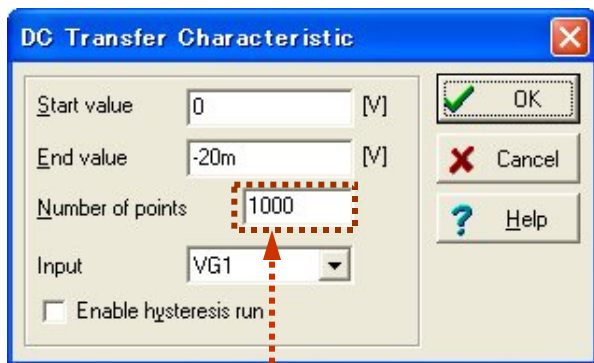 DC Transfer Characteristic
Start value 0 [V]
End value -20m [V]
Number of points 1000
Input VG1
Enable hysteresis run
OK
Cancel
? Help